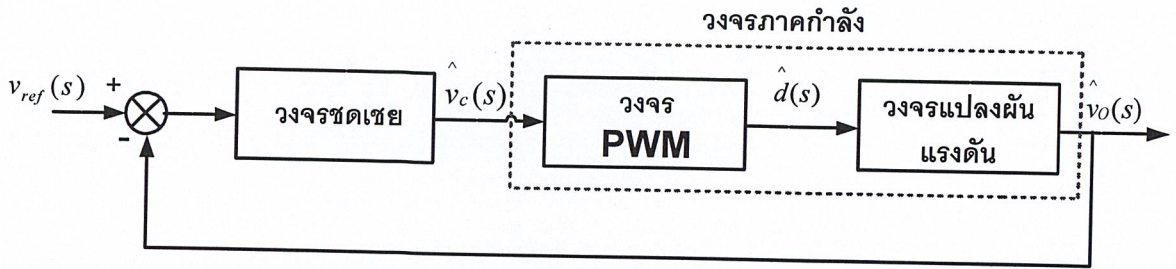 วงจรภาคกำลัง
v_ref(s)
+
-
วงจรชดเชย
^
v_c(s)
วงจร
PWM
^
d(s)
วงจรแปลงผัน
แรงดัน
^
v_O(s)